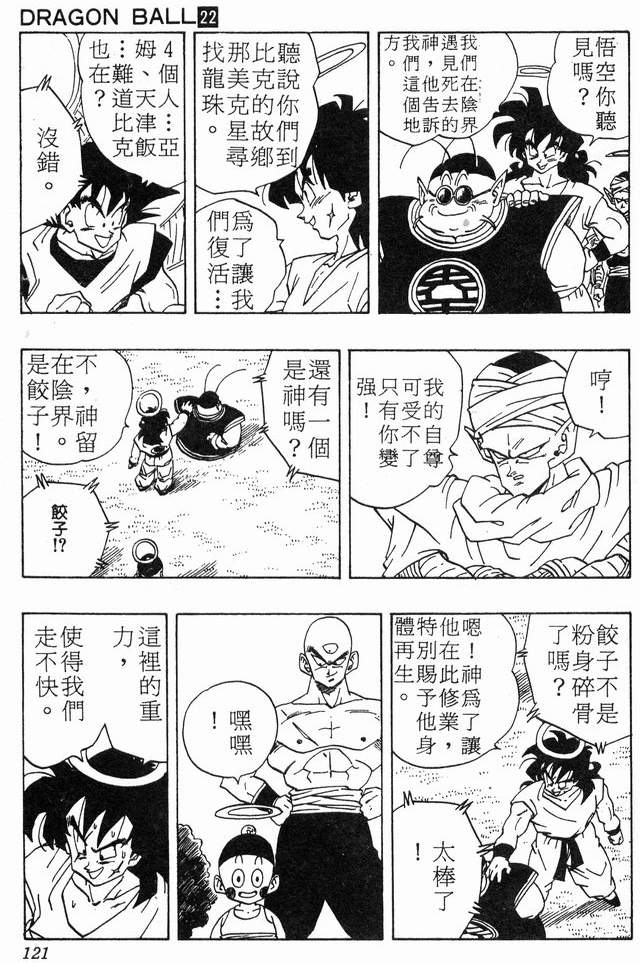 DRAGON BALL 22
悟空你聽
見嗎？
我們在陰界
遇見死去的
神，他告訴
我們這個地
方。
聽說你們到
比克的故鄉
那美克星尋
找龍珠。
為了讓我
們復活…
4個人…亞
姆、天津飯
…難道比克
也在？
沒錯。
哼！
我的自尊
可受不了
只有你變
强！
還有一個
是神嗎？
不，神留
在陰界。
是餃子！
餃子!?
餃子不是
粉身碎骨
了嗎？
嗯！神為了讓
他在此修業，
特別賜予他身
體再生。
太棒了
！
嘿嘿
！
這裡的重
力，
使得我們
走不快。
121